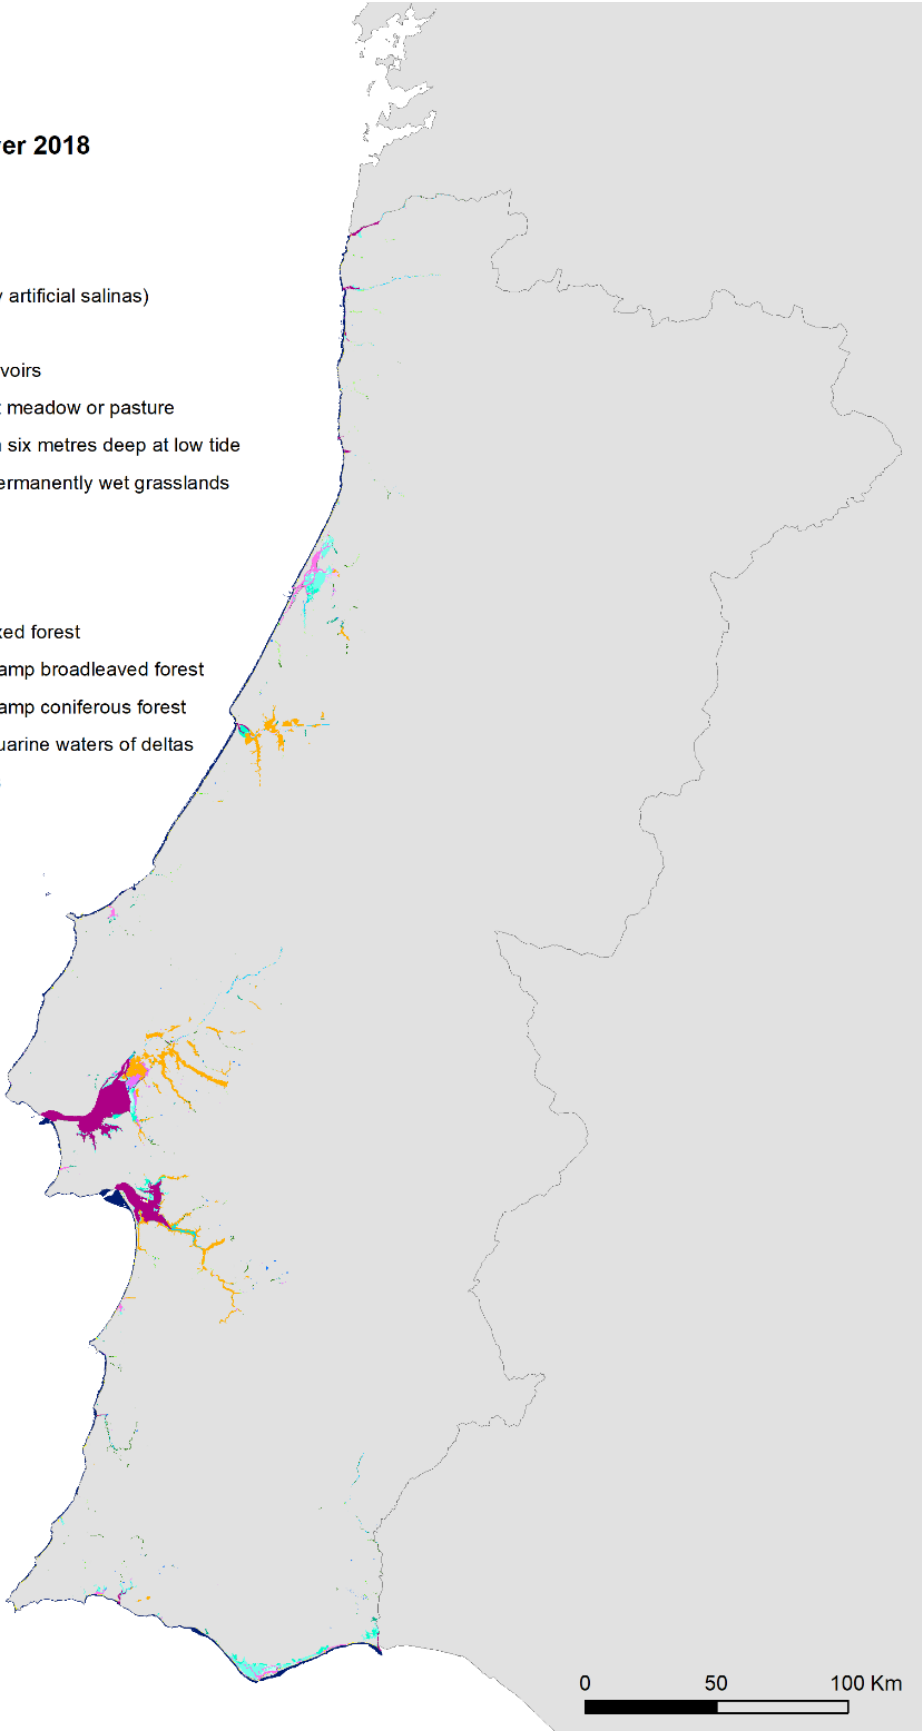 er 2018
artificial salinas)
voirs
meadow or pasture
six metres deep at low tide
ermanently wet grasslands
xed forest
amp broadleaved forest
amp coniferous forest
uarine waters of deltas
0 50 100 Km